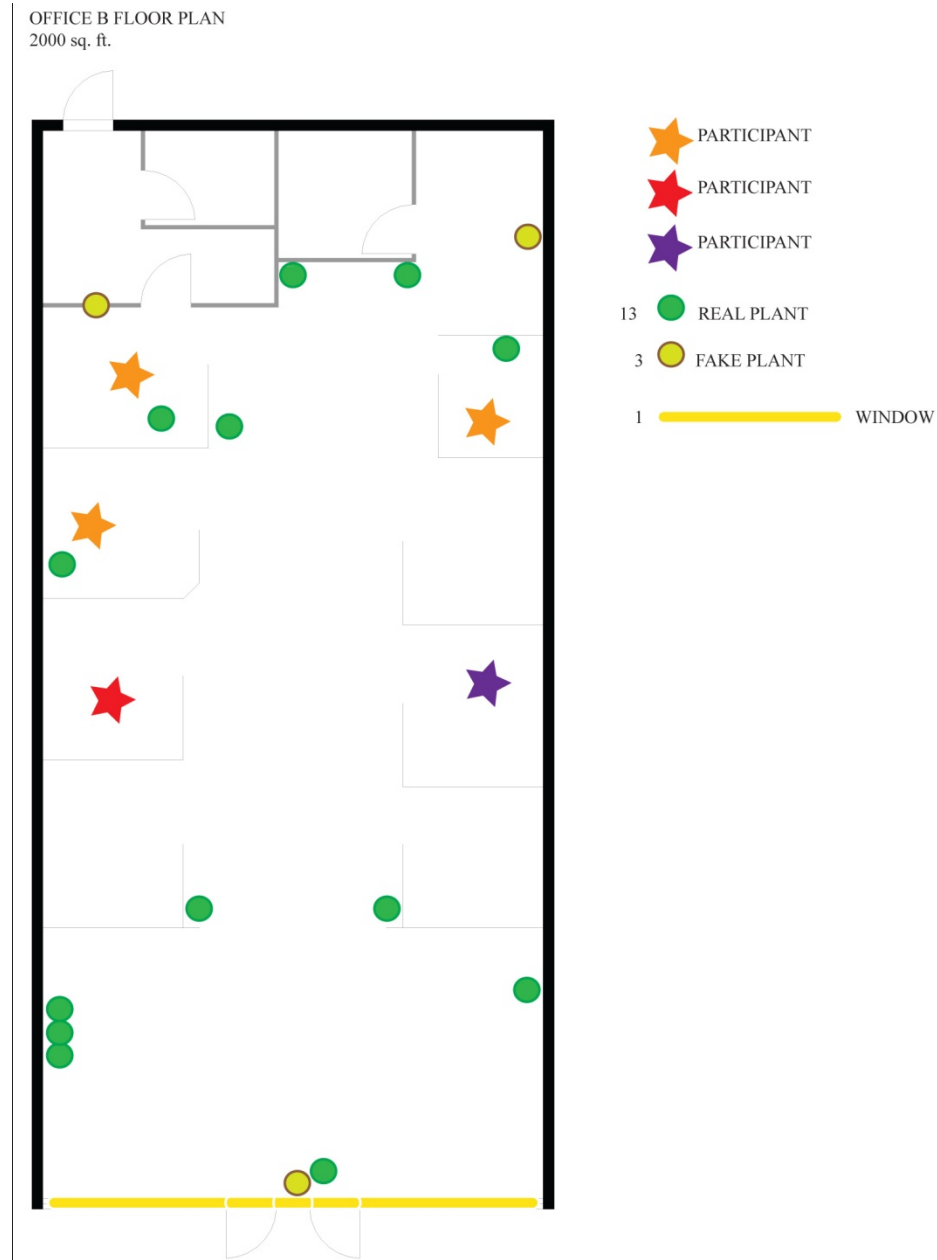 OFFICE B FLOOR PLAN
2000 sq. ft.
PARTICIPANT
PARTICIPANT
PARTICIPANT
13 REAL PLANT
3 FAKE PLANT
1 WINDOW